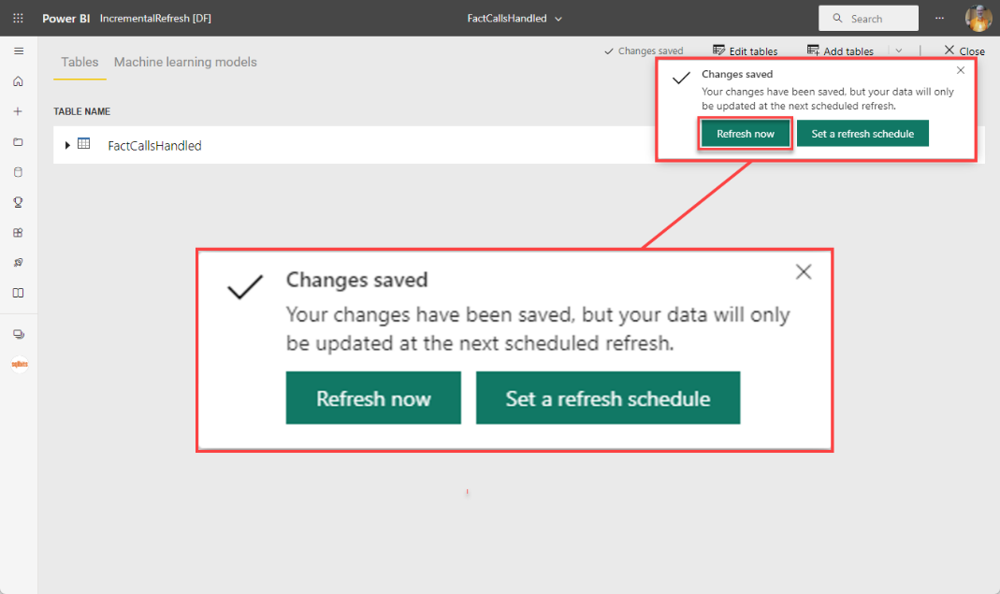 Power BI IncrementalRefresh [DF]
FactCallsHandled
Search
Tables
Machine learning models
Changes saved
Edit tables
Add tables
Close
TABLE NAME
FactCallsHandled
Changes saved
Your changes have been saved, but your data will only
be updated at the next scheduled refresh.
Refresh now
Set a refresh schedule
Changes saved
Your changes have been saved, but your data will only
be updated at the next scheduled refresh.
Refresh now
Set a refresh schedule